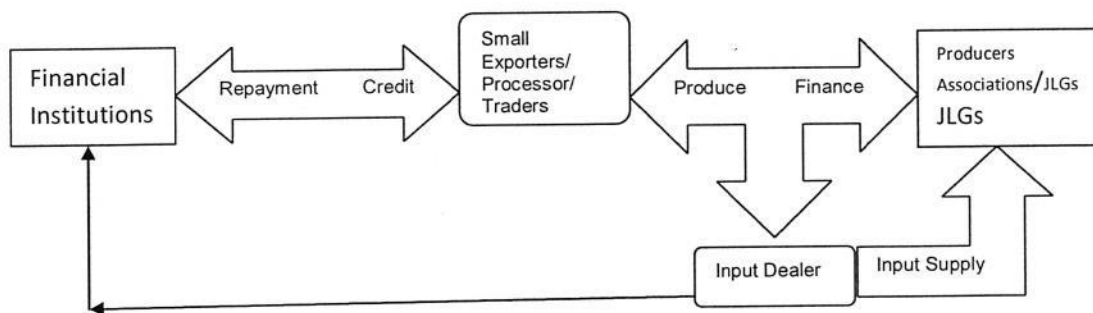 Financial
Institutions
Repayment Credit
Small
Exporters/
Processor/
Traders
Produce Finance
Producers
Associations/JLGs
JLGs
Input Dealer
Input Supply